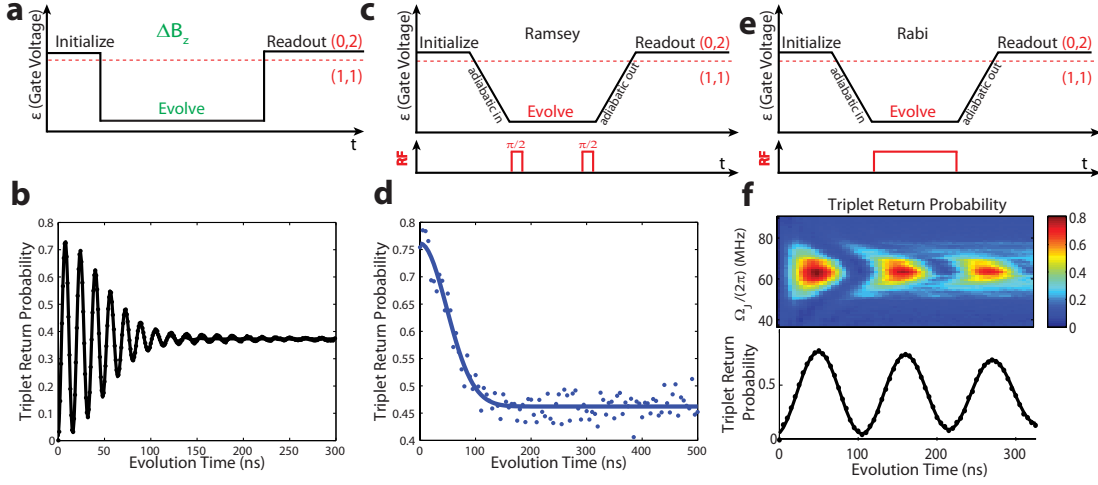 a
ε (Gate Voltage)
Initialize
ΔBz
Readout (0,2)
(1,1)
Evolve
t
b
Triplet Return Probability
0.8
0.7
0.6
0.5
0.4
0.3
0.2
0.1
0
0 50 100 150 200 250 300
Evolution Time (ns)
c
ε (Gate Voltage)
Initialize
Ramsey
Readout (0,2)
(1,1)
adiabatic in
Evolve
adiabatic out
RF
π/2
π/2
t
d
Triplet Return Probability
0.8
0.75
0.7
0.65
0.6
0.55
0.5
0.45
0.4
0 100 200 300 400 500
Evolution Time (ns)
e
ε (Gate Voltage)
Initialize
Rabi
Readout (0,2)
(1,1)
adiabatic in
Evolve
adiabatic out
RF
t
f
Triplet Return Probability
ΩJ/(2π) (MHz)
80
60
40
0.8
0.6
0.4
0.2
0
Triplet Return
Probability
0.5
0
0 100 200 300
Evolution Time (ns)